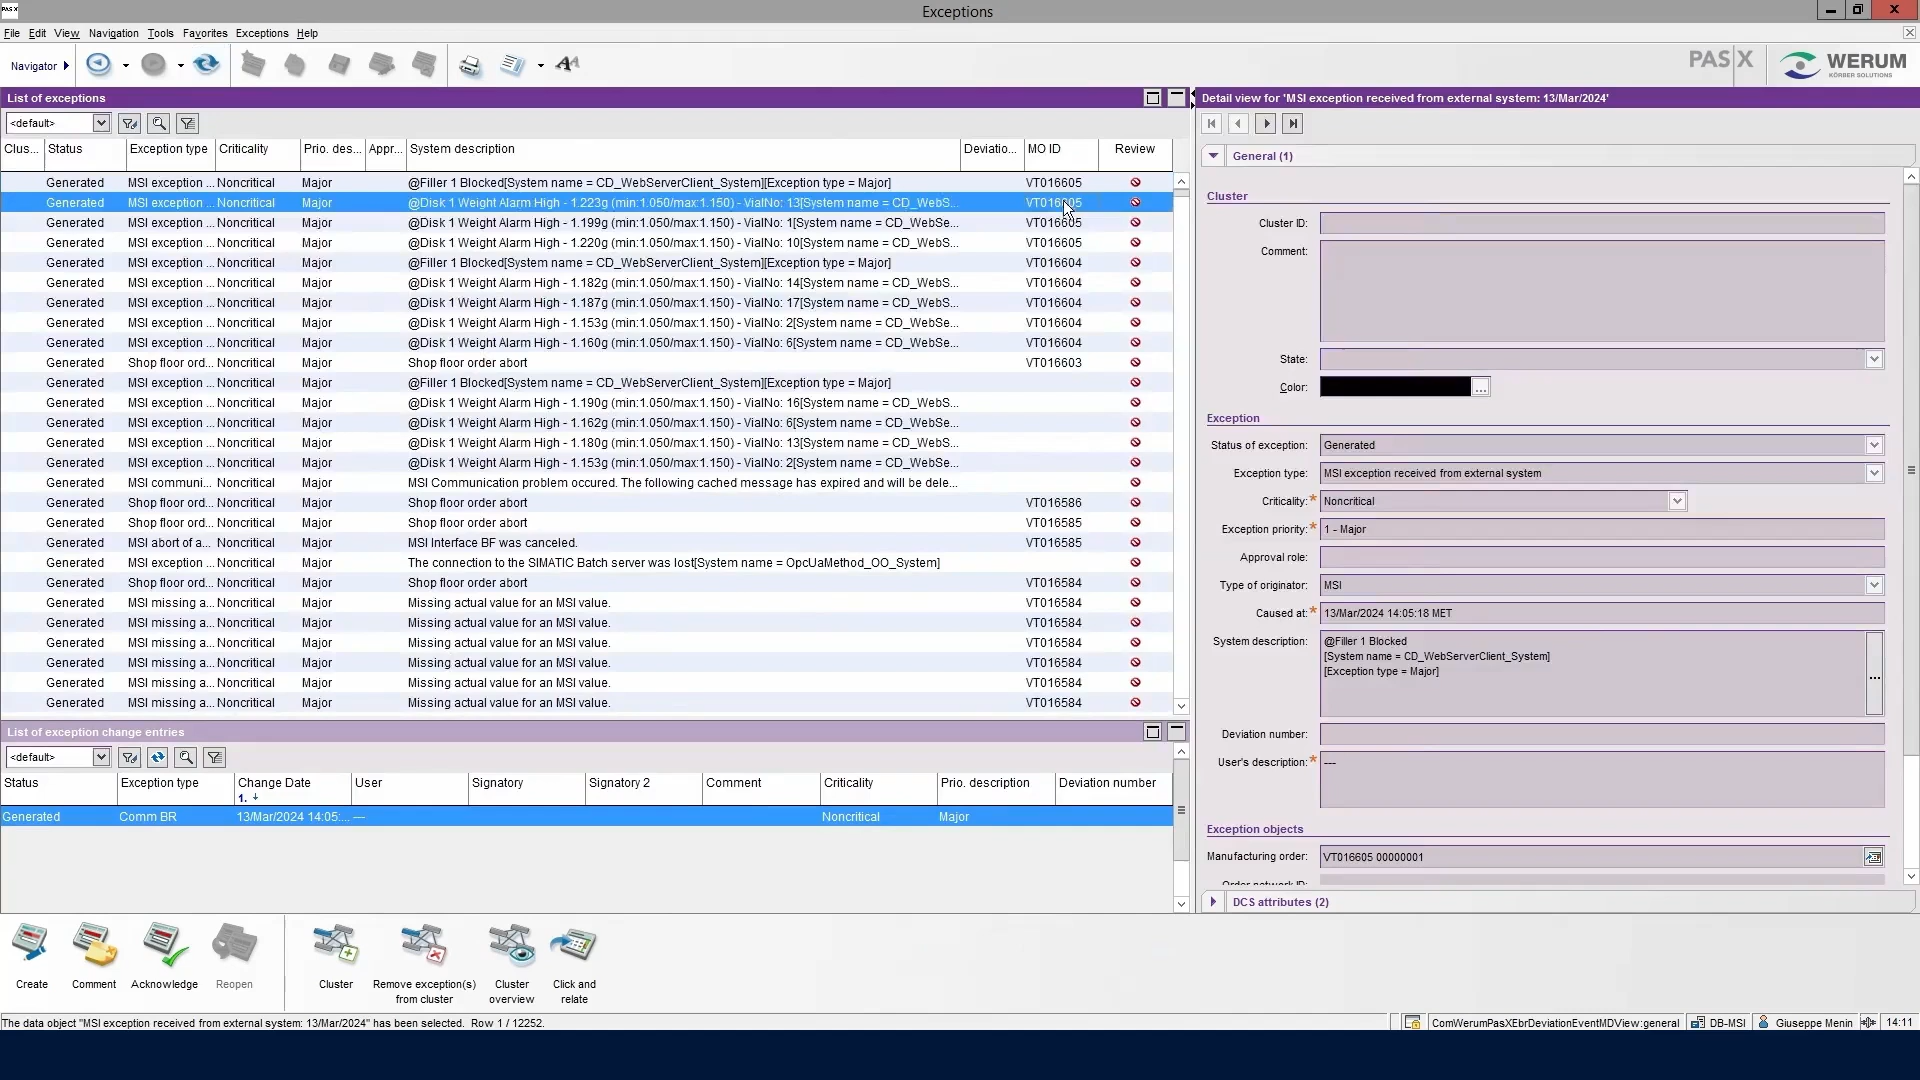 PAS X
Exceptions
File Edit View Navigation Tools Favorites Exceptions Help
Navigator
PAS X
WERUM
KÖRBER SOLUTIONS
List of exceptions
<default>
Clus... Status Exception type Criticality Prio. des... Appr... System description Deviatio... MO ID Review
Generated MSI exception ... Noncritical Major @Filler 1 Blocked[System name = CD_WebServerClient_System][Exception type = Major] VT016605
Generated MSI exception ... Noncritical Major @Disk 1 Weight Alarm High - 1.223g (min:1.050/max:1.150) - VialNo: 13[System name = CD_WebS... VT016605
Generated MSI exception ... Noncritical Major @Disk 1 Weight Alarm High - 1.199g (min:1.050/max:1.150) - VialNo: 1[System name = CD_WebSe... VT016605
Generated MSI exception ... Noncritical Major @Disk 1 Weight Alarm High - 1.220g (min:1.050/max:1.150) - VialNo: 10[System name = CD_WebS... VT016605
Generated MSI exception ... Noncritical Major @Filler 1 Blocked[System name = CD_WebServerClient_System][Exception type = Major] VT016604
Generated MSI exception ... Noncritical Major @Disk 1 Weight Alarm High - 1.182g (min:1.050/max:1.150) - VialNo: 14[System name = CD_WebS... VT016604
Generated MSI exception ... Noncritical Major @Disk 1 Weight Alarm High - 1.187g (min:1.050/max:1.150) - VialNo: 17[System name = CD_WebS... VT016604
Generated MSI exception ... Noncritical Major @Disk 1 Weight Alarm High - 1.153g (min:1.050/max:1.150) - VialNo: 2[System name = CD_WebSe... VT016604
Generated MSI exception ... Noncritical Major @Disk 1 Weight Alarm High - 1.160g (min:1.050/max:1.150) - VialNo: 6[System name = CD_WebSe... VT016604
Generated Shop floor ord... Noncritical Major Shop floor order abort VT016603
Generated MSI exception ... Noncritical Major @Filler 1 Blocked[System name = CD_WebServerClient_System][Exception type = Major]
Generated MSI exception ... Noncritical Major @Disk 1 Weight Alarm High - 1.190g (min:1.050/max:1.150) - VialNo: 16[System name = CD_WebS...
Generated MSI exception ... Noncritical Major @Disk 1 Weight Alarm High - 1.162g (min:1.050/max:1.150) - VialNo: 6[System name = CD_WebSe...
Generated MSI exception ... Noncritical Major @Disk 1 Weight Alarm High - 1.180g (min:1.050/max:1.150) - VialNo: 13[System name = CD_WebS...
Generated MSI exception ... Noncritical Major @Disk 1 Weight Alarm High - 1.153g (min:1.050/max:1.150) - VialNo: 2[System name = CD_WebSe...
Generated MSI communi... Noncritical Major MSI Communication problem occured. The following cached message has expired and will be dele...
Generated Shop floor ord... Noncritical Major Shop floor order abort VT016586
Generated Shop floor ord... Noncritical Major Shop floor order abort VT016585
Generated MSI abort of a... Noncritical Major MSI Interface BF was canceled. VT016585
Generated MSI exception ... Noncritical Major The connection to the SIMATIC Batch server was lost[System name = OpcUaMethod_OO_System]
Generated Shop floor ord... Noncritical Major Shop floor order abort VT016584
Generated MSI missing a... Noncritical Major Missing actual value for an MSI value. VT016584
Generated MSI missing a... Noncritical Major Missing actual value for an MSI value. VT016584
Generated MSI missing a... Noncritical Major Missing actual value for an MSI value. VT016584
Generated MSI missing a... Noncritical Major Missing actual value for an MSI value. VT016584
Generated MSI missing a... Noncritical Major Missing actual value for an MSI value. VT016584
Generated MSI missing a... Noncritical Major Missing actual value for an MSI value. VT016584
List of exception change entries
<default>
Status Exception type Change Date User Signatory Signatory 2 Comment Criticality Prio. description Deviation number
1.
Generated Comm BR 13/Mar/2024 14:05:... --- Noncritical Major
Detail view for 'MSI exception received from external system: 13/Mar/2024'
General (1)
Cluster
Cluster ID:
Comment:
State:
Color: ...
Exception
Status of exception: Generated
Exception type: MSI exception received from external system
Criticality:* Noncritical
Exception priority:* 1 - Major
Approval role:
Type of originator: MSI
Caused at:* 13/Mar/2024 14:05:18 MET
System description: @Filler 1 Blocked
[System name = CD_WebServerClient_System]
[Exception type = Major]
...
Deviation number:
User's description:* ---
Exception objects
Manufacturing order: VT016605 00000001
Order network ID:
DCS attributes (2)
Create Comment Acknowledge Reopen Cluster Remove exception(s) Cluster Click and
from cluster overview relate
The data object "MSI exception received from external system: 13/Mar/2024" has been selected. Row 1 / 12252.
ComWerumPasXEbrDeviationEventMDView:general DB-MSI Giuseppe Menin 14:11